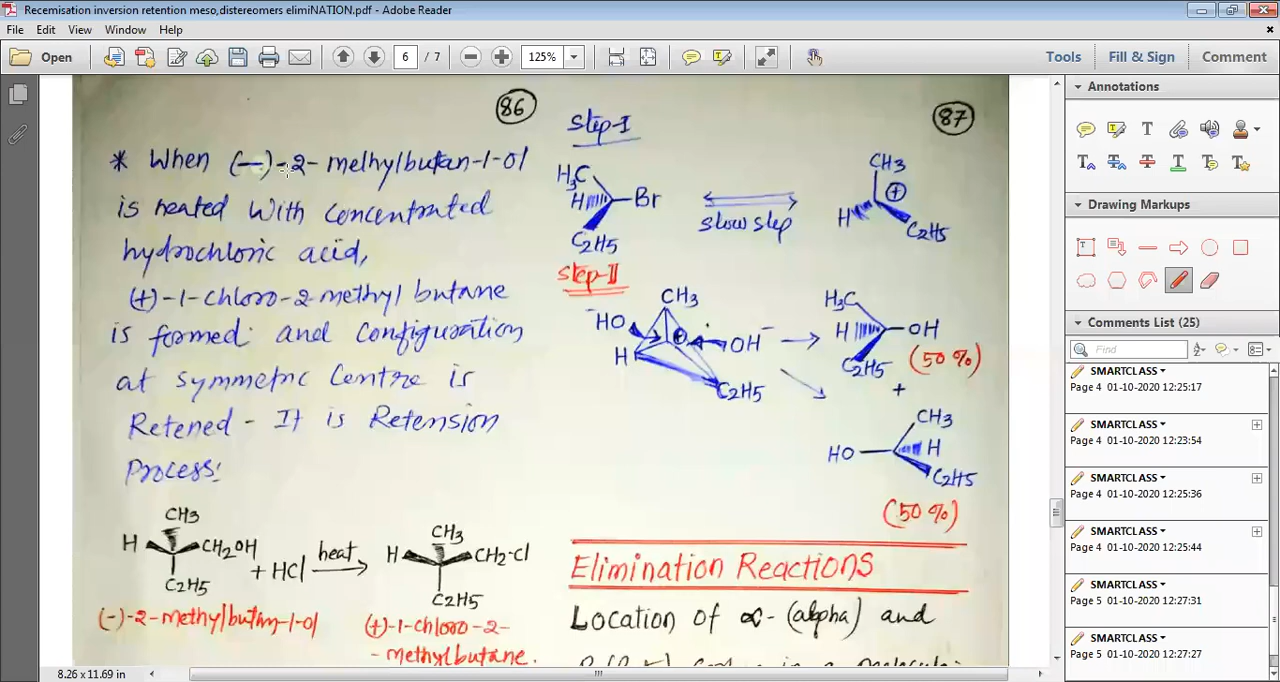 Recemisation inversion retention meso,distereomers elimiNATION.pdf - Adobe Reader
File Edit View Window Help
Open 6 / 7 125% Tools Fill & Sign Comment
86
* When (-)-2-methylbutan-1-ol
is heated With Concentrated
hydrochloric acid,
(+)-1-chloro-2-methyl butane
is formed and Configuration
at Symmetric Centre is
Retened - It is Retension
Process:
CH3
H CH2OH + HCl heat
C2H5
(-)-2-methylbutan-1-ol
CH3
H CH2-Cl
C2H5
(+)-1-chloro-2-
-methylbutane.
87
Step-I
H3C
H Br
C2H5
slow step
CH3
⊕
H C2H5
Step-II
CH3
-HO ⊕ OH-
H
C2H5
H3C
H OH
C2H5 (50 %)
+
CH3
HO H
C2H5
(50 %)
Elimination Reactions
Location of α- (alpha) and
Annotations
Drawing Markups
Comments List (25)
Find
SMARTCLASS
Page 4 01-10-2020 12:25:17
SMARTCLASS
Page 4 01-10-2020 12:23:54
SMARTCLASS
Page 4 01-10-2020 12:25:36
SMARTCLASS
Page 4 01-10-2020 12:25:44
SMARTCLASS
Page 5 01-10-2020 12:27:31
SMARTCLASS
Page 5 01-10-2020 12:27:27
8.26 x 11.69 in